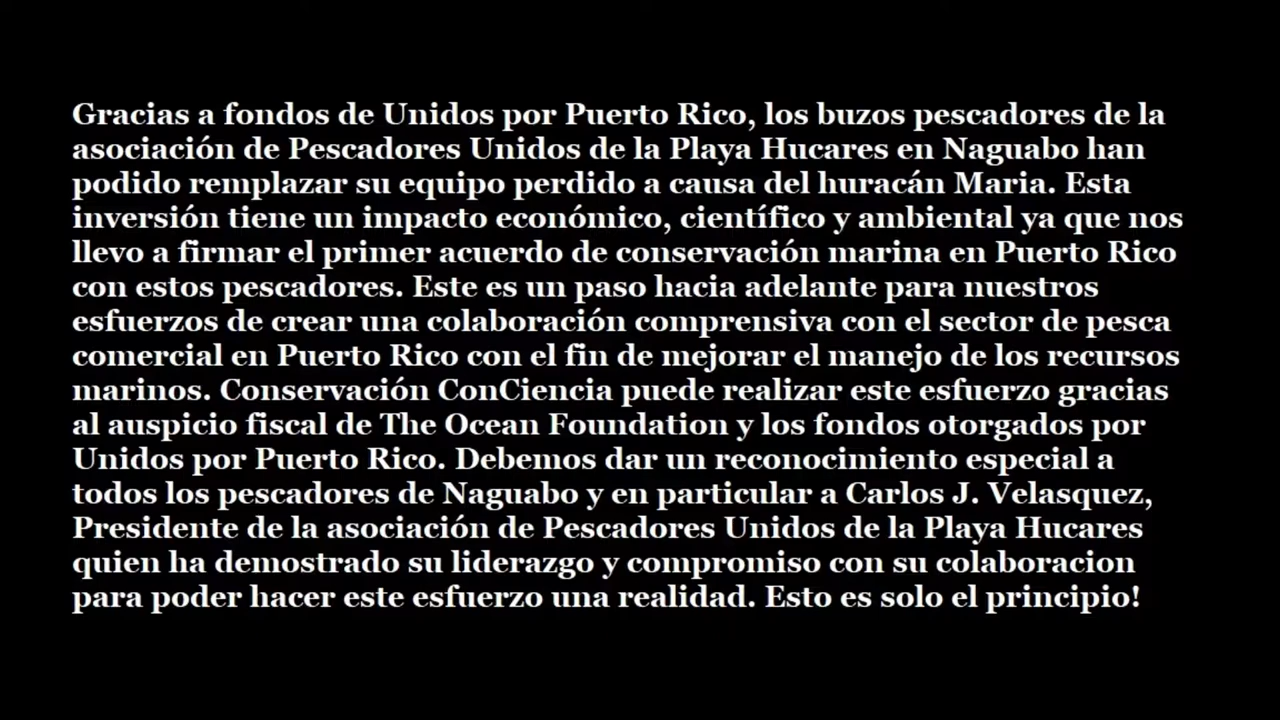 Gracias a fondos de Unidos por Puerto Rico, los buzos pescadores de la
asociación de Pescadores Unidos de la Playa Hucares en Naguabo han
podido remplazar su equipo perdido a causa del huracán Maria. Esta
inversión tiene un impacto económico, científico y ambiental ya que nos
llevo a firmar el primer acuerdo de conservación marina en Puerto Rico
con estos pescadores. Este es un paso hacia adelante para nuestros
esfuerzos de crear una colaboración comprensiva con el sector de pesca
comercial en Puerto Rico con el fin de mejorar el manejo de los recursos
marinos. Conservación ConCiencia puede realizar este esfuerzo gracias
al auspicio fiscal de The Ocean Foundation y los fondos otorgados por
Unidos por Puerto Rico. Debemos dar un reconocimiento especial a
todos los pescadores de Naguabo y en particular a Carlos J. Velasquez,
Presidente de la asociación de Pescadores Unidos de la Playa Hucares
quien ha demostrado su liderazgo y compromiso con su colaboracion
para poder hacer este esfuerzo una realidad. Esto es solo el principio!